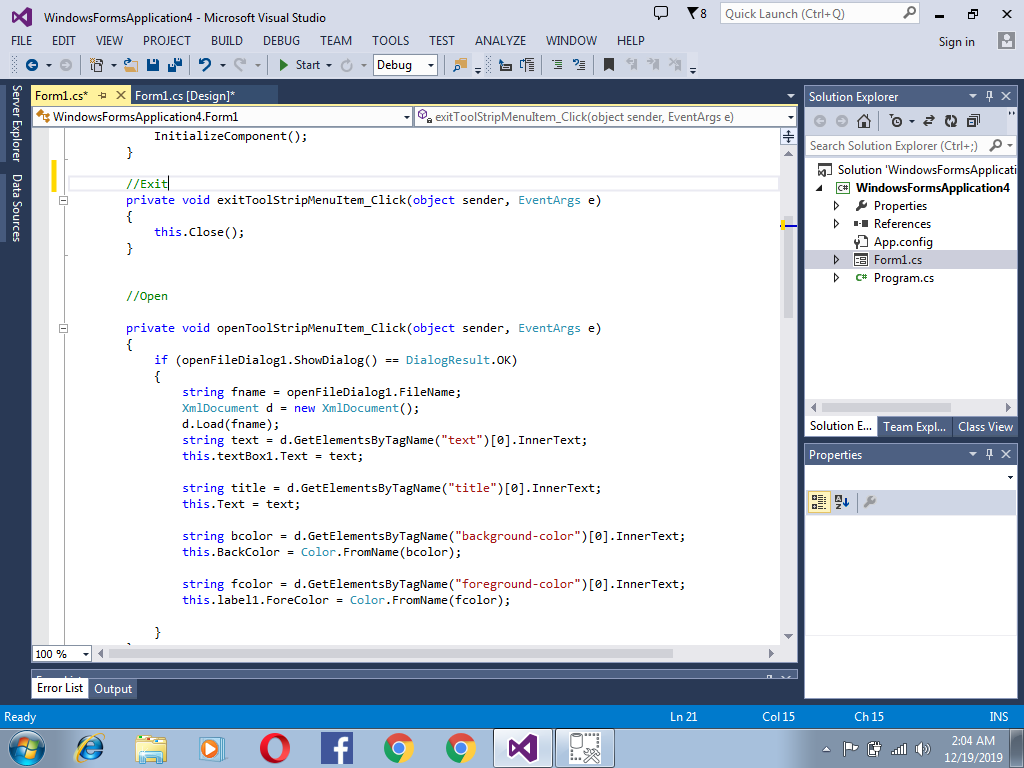 WindowsFormsApplication4 - Microsoft Visual Studio
8
Quick Launch (Ctrl+Q)
FILE EDIT VIEW PROJECT BUILD DEBUG TEAM TOOLS TEST ANALYZE WINDOW HELP
Sign in
Start Debug
Server Explorer
Data Sources
Form1.cs* Form1.cs [Design]*
WindowsFormsApplication4.Form1 exitToolStripMenuItem_Click(object sender, EventArgs e)
InitializeComponent();
}
//Exit
private void exitToolStripMenuItem_Click(object sender, EventArgs e)
{
this.Close();
}
//Open
private void openToolStripMenuItem_Click(object sender, EventArgs e)
{
if (openFileDialog1.ShowDialog() == DialogResult.OK)
{
string fname = openFileDialog1.FileName;
XmlDocument d = new XmlDocument();
d.Load(fname);
string text = d.GetElementsByTagName("text")[0].InnerText;
this.textBox1.Text = text;
string title = d.GetElementsByTagName("title")[0].InnerText;
this.Text = text;
string bcolor = d.GetElementsByTagName("background-color")[0].InnerText;
this.BackColor = Color.FromName(bcolor);
string fcolor = d.GetElementsByTagName("foreground-color")[0].InnerText;
this.label1.ForeColor = Color.FromName(fcolor);
}
100 %
Error List Output
Solution Explorer
Search Solution Explorer (Ctrl+;)
Solution 'WindowsFormsApplicati
WindowsFormsApplication4
Properties
References
App.config
Form1.cs
C# Program.cs
Solution E... Team Expl... Class View
Properties
Ready
Ln 21 Col 15 Ch 15 INS
2:04 AM
12/19/2019